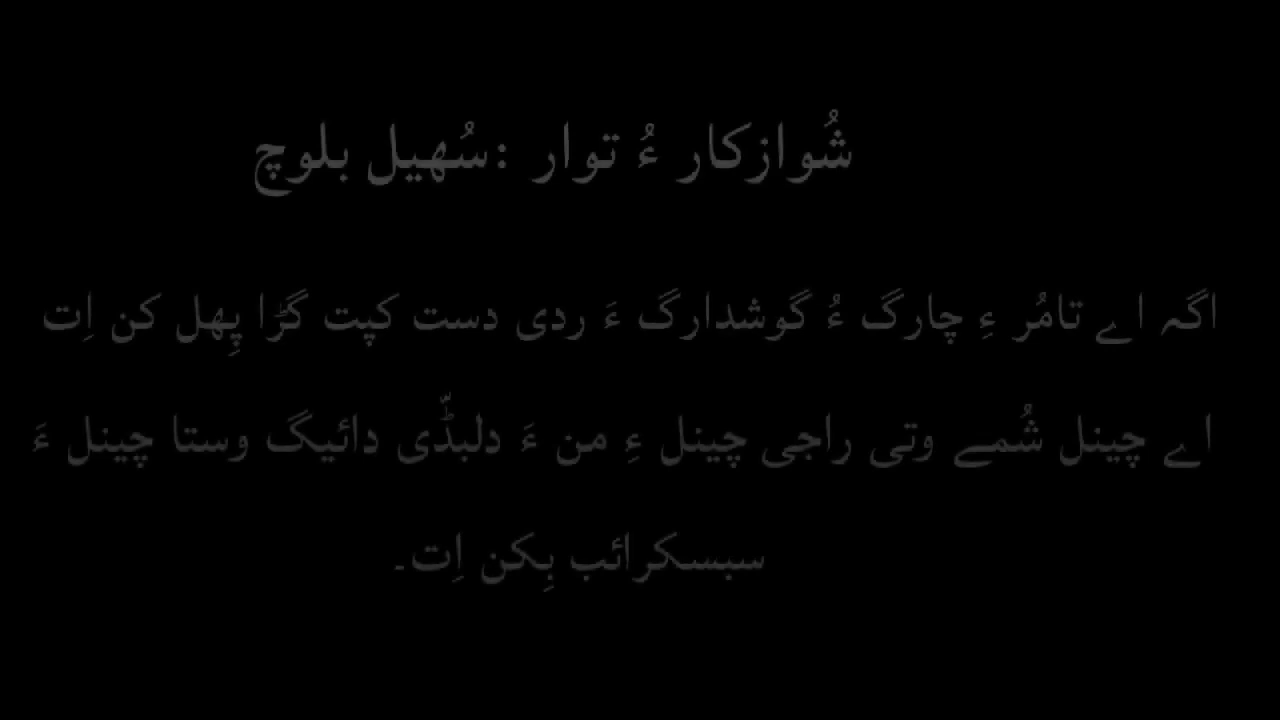 شُوازکار ءُ توار :سُھیل بلوچ
اگہ اے تامُر ءِ چارگ ءُ گوشدارگ ءَ ردی دست کپت گڑا پِھل کن اِت
اے چینل شُمے وتی راجی چینل ءِ من ءَ دلبڈّی دائیگ وستا چینل ءَ
سبسکرائب بِکن اِت۔